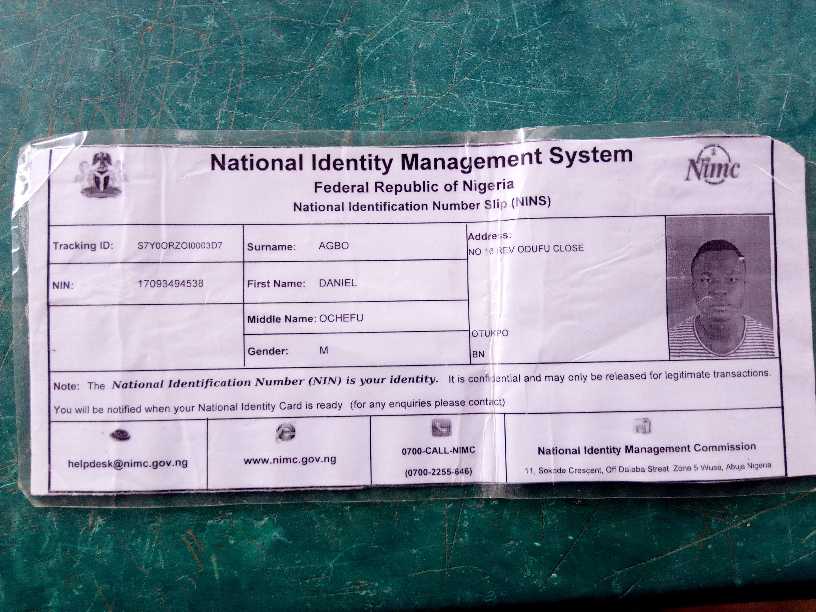 National Identity Management System
Federal Republic of Nigeria
National Identification Number Slip (NINS)
Nimc
Tracking ID: S7Y0ORZOI0003D7
Surname: AGBO
Address:
NO 16 REV ODUFU CLOSE
NIN: 17093494538
First Name: DANIEL
Middle Name: OCHEFU
OTUKPO
Gender: M
BN
Note: The National Identification Number (NIN) is your identity. It is confidential and may only be released for legitimate transactions.
You will be notified when your National Identity Card is ready (for any enquiries please contact)
helpdesk@nimc.gov.ng
www.nimc.gov.ng
0700-CALL-NIMC
(0700-2255-646)
National Identity Management Commission
11, Sokode Crescent, Off Dalaba Street, Zone 5 Wuse, Abuja Nigeria